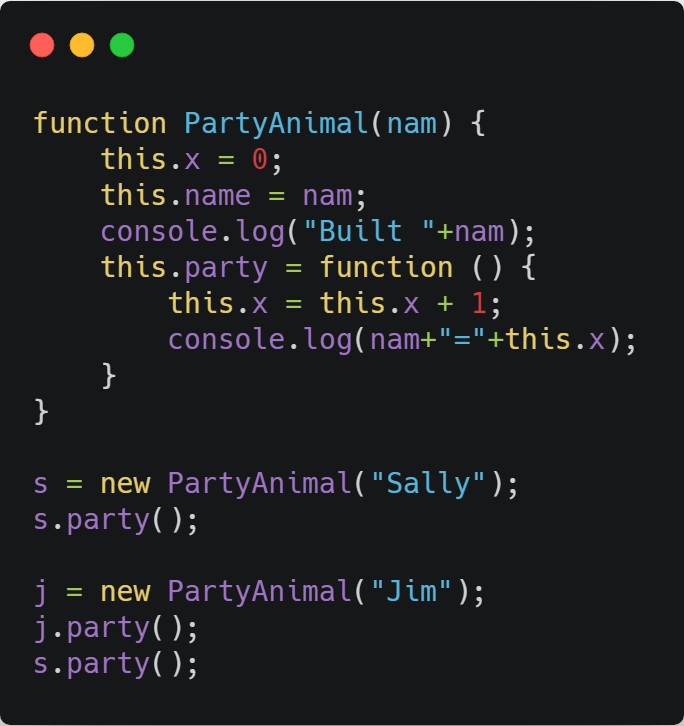 function PartyAnimal(nam) {
    this.x = 0;
    this.name = nam;
    console.log("Built "+nam);
    this.party = function () {
        this.x = this.x + 1;
        console.log(nam+"="+this.x);
    }
}

s = new PartyAnimal("Sally");
s.party();

j = new PartyAnimal("Jim");
j.party();
s.party();